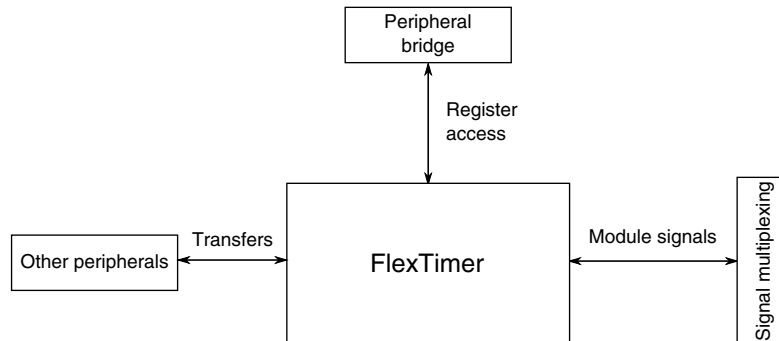 Peripheral
bridge
Register
access
Other peripherals
Transfers
FlexTimer
Module signals
Signal multiplexing